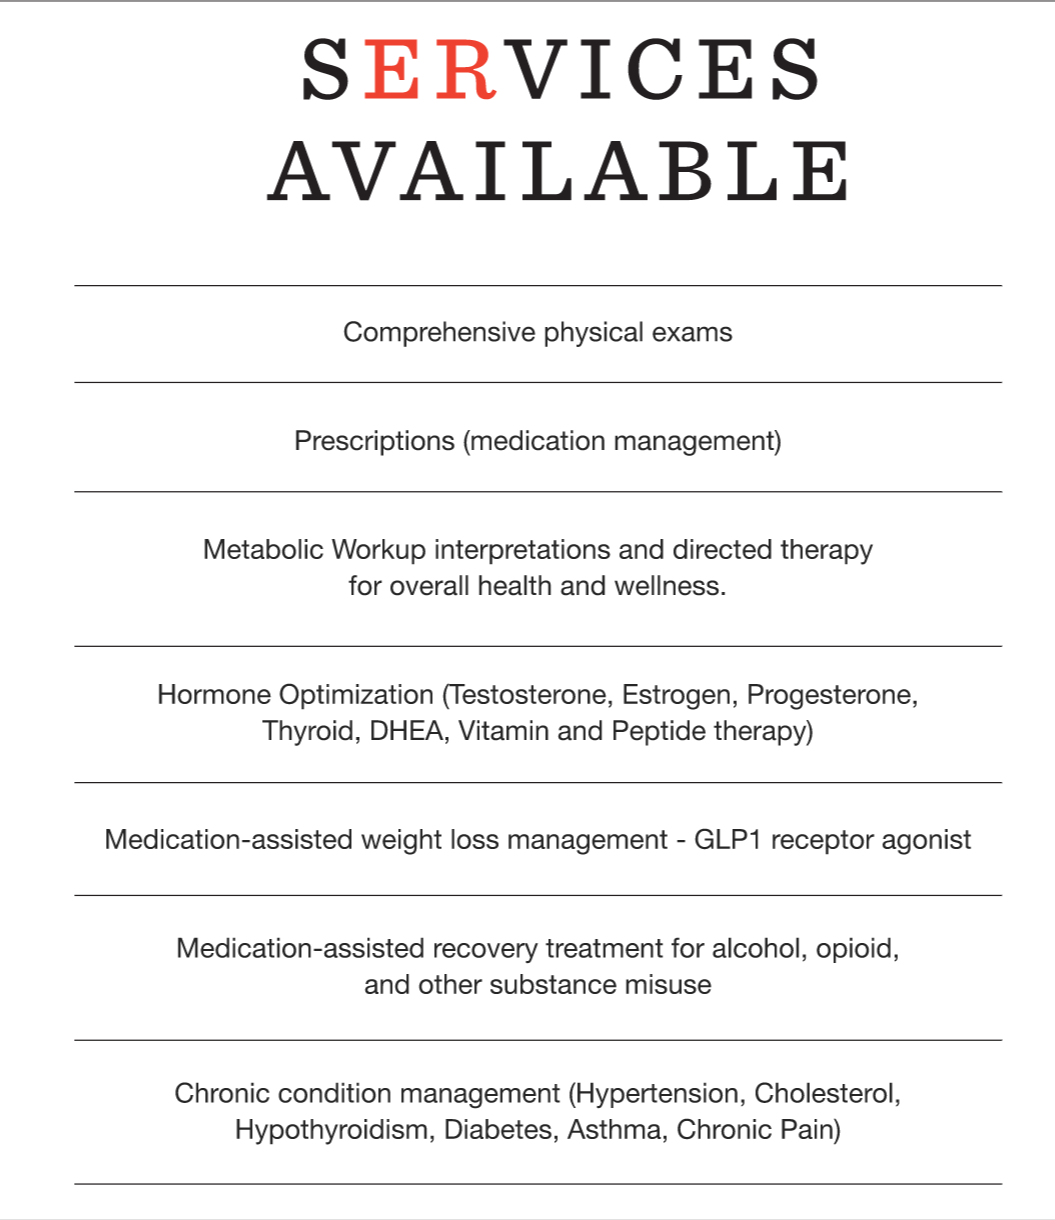 SERVICES
AVAILABLE
Comprehensive physical exams
Prescriptions (medication management)
Metabolic Workup interpretations and directed therapy
for overall health and wellness.
Hormone Optimization (Testosterone, Estrogen, Progesterone,
Thyroid, DHEA, Vitamin and Peptide therapy)
Medication-assisted weight loss management - GLP1 receptor agonist
Medication-assisted recovery treatment for alcohol, opioid,
and other substance misuse
Chronic condition management (Hypertension, Cholesterol,
Hypothyroidism, Diabetes, Asthma, Chronic Pain)